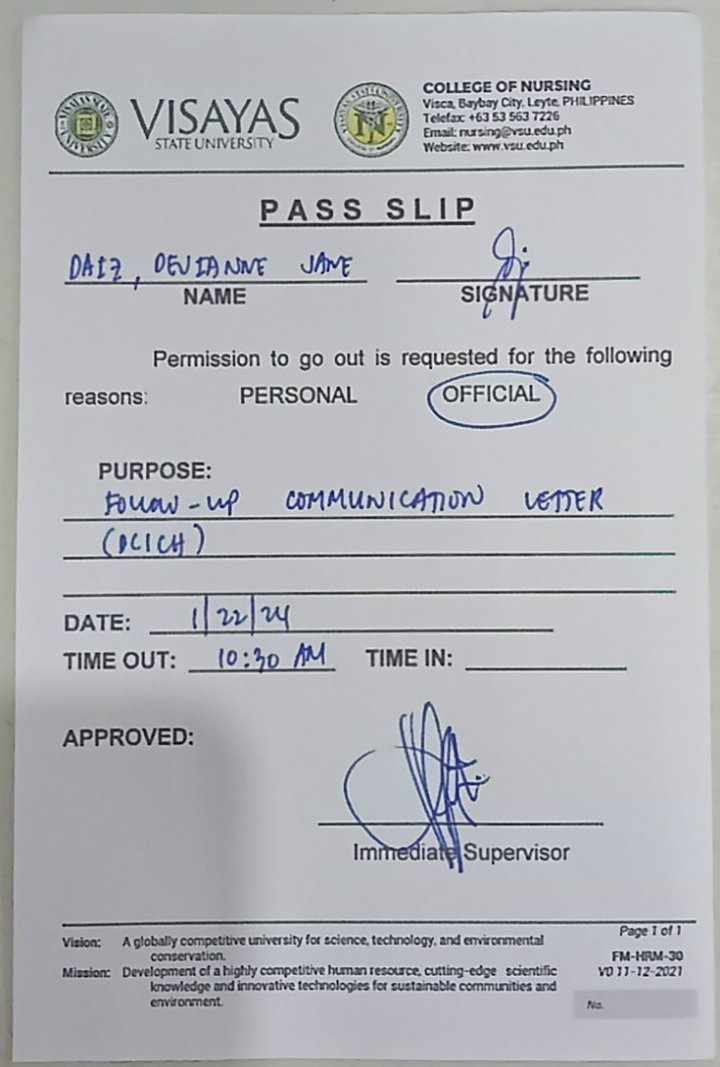 VISAYAS
STATE UNIVERSITY
COLLEGE OF NURSING
Visca, Baybay City, Leyte, PHILIPPINES
Telefax: +63 53 563 7226
Email: nursing@vsu.edu.ph
Website: www.vsu.edu.ph
PASS SLIP
DAIZ, DEVIANNE JANE
NAME
SIGNATURE
Permission to go out is requested for the following
reasons: PERSONAL OFFICIAL
PURPOSE:
FOLLOW-UP COMMUNICATION LETTER
(OCICH)
DATE: 1/22/24
TIME OUT: 10:30 AM TIME IN:
APPROVED:
Immediate Supervisor
Page 1 of 1
Vision: A globally competitive university for science, technology, and environmental
conservation.
Mission: Development of a highly competitive human resource, cutting-edge scientific
knowledge and innovative technologies for sustainable communities and
environment.
FM-HRM-30
V0 11-12-2021
No.